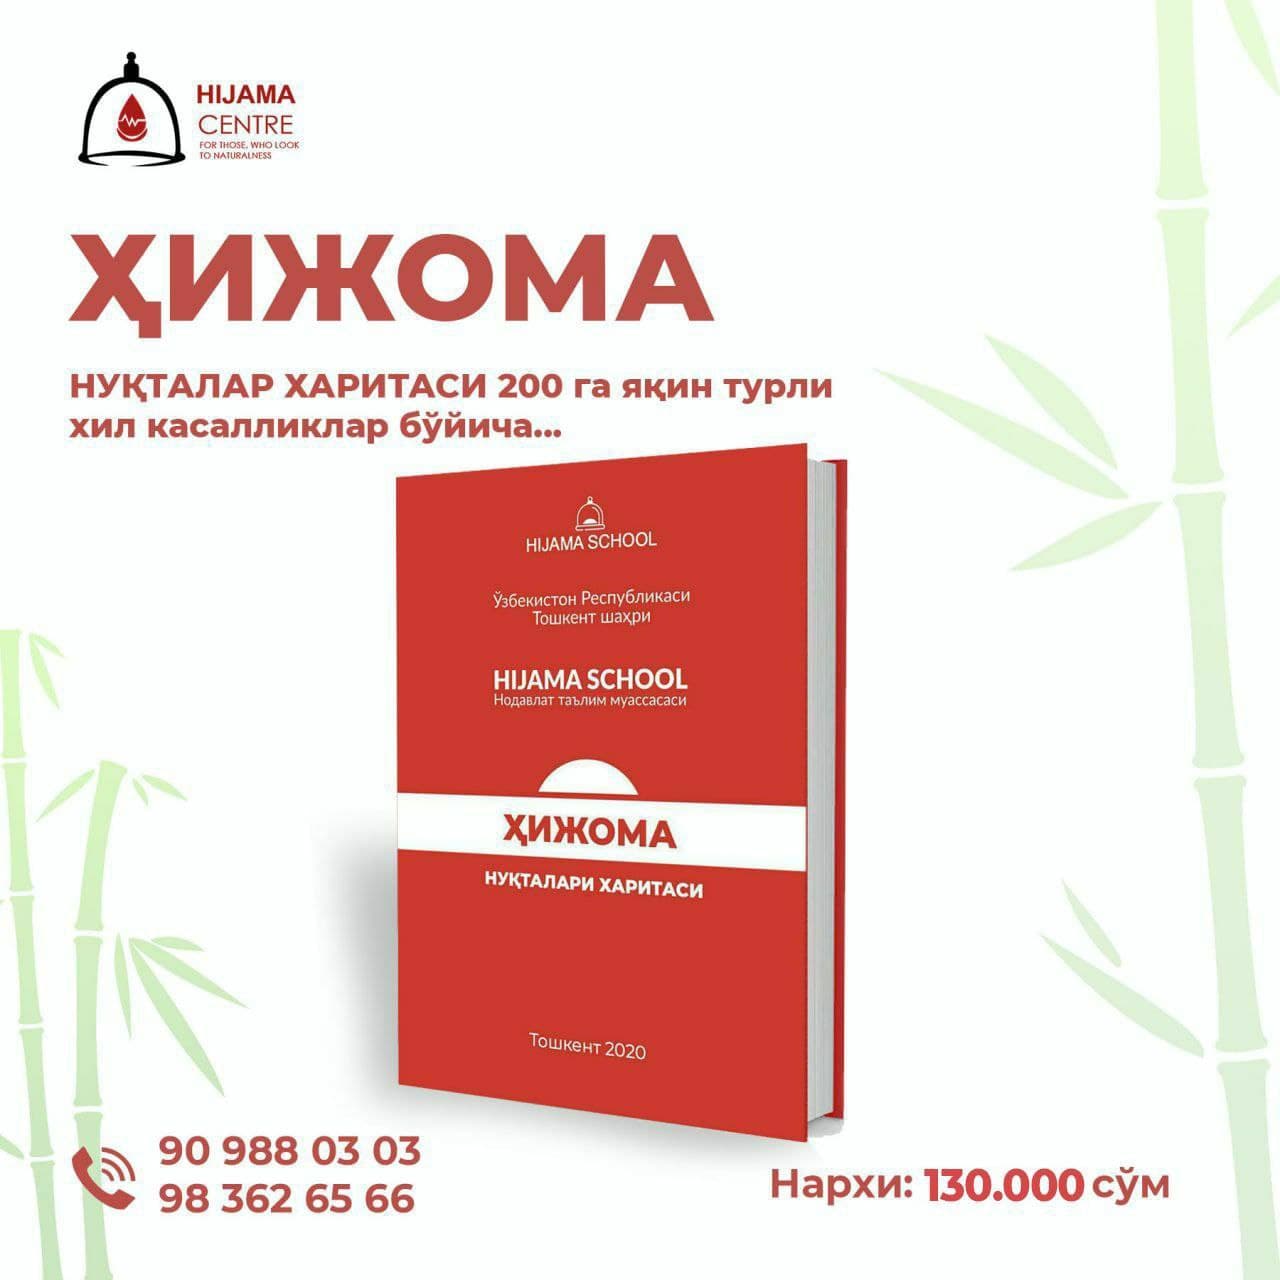 HIJAMA
CENTRE
FOR THOSE, WHO LOOK
TO NATURALNESS
ҲИЖОМА
НУҚТАЛАР ХАРИТАСИ 200 га яқин турли
хил касалликлар бўйича...
HIJAMA SCHOOL
Ўзбекистон Республикаси
Тошкент шаҳри
HIJAMA SCHOOL
Нодавлат таълим муассасаси
ҲИЖОМА
НУҚТАЛАРИ ХАРИТАСИ
Тошкент 2020
90 988 03 03
98 362 65 66
Нархи: 130.000 сўм